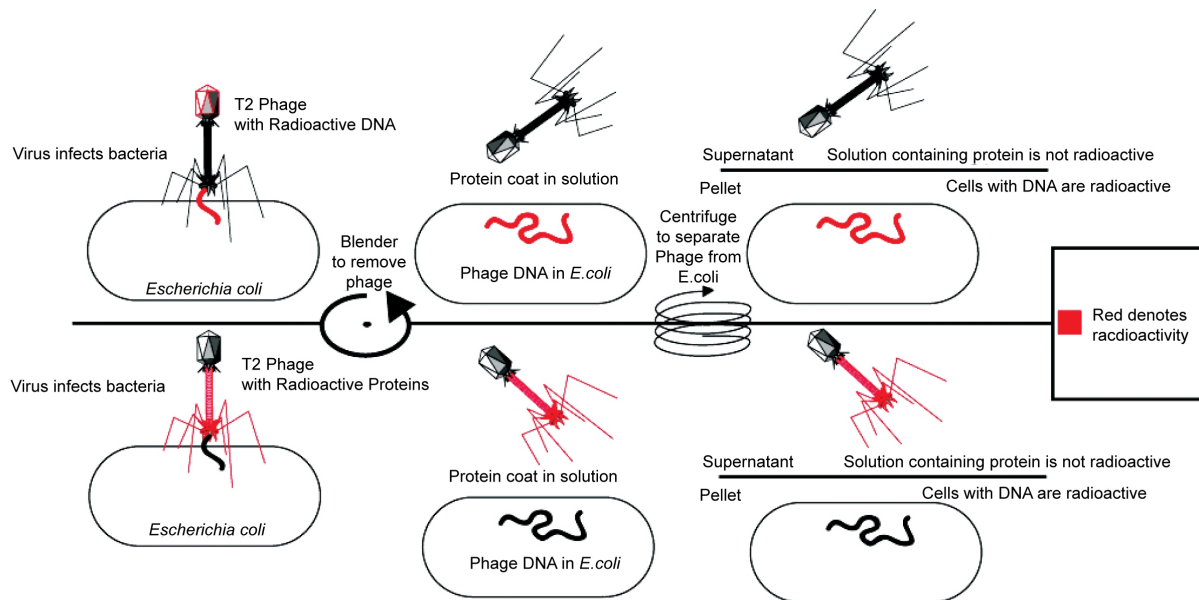 T2 Phage
with Radioactive DNA
Virus infects bacteria
Escherichia coli
Blender
to remove
phage
Protein coat in solution
Phage DNA in E.coli
Centrifuge
to separate
Phage from
E.coli
Supernatant
Solution containing protein is not radioactive
Pellet
Cells with DNA are radioactive
Red denotes
racdioactivity
T2 Phage
with Radioactive Proteins
Virus infects bacteria
Escherichia coli
Protein coat in solution
Phage DNA in E.coli
Supernatant
Solution containing protein is not radioactive
Pellet
Cells with DNA are radioactive